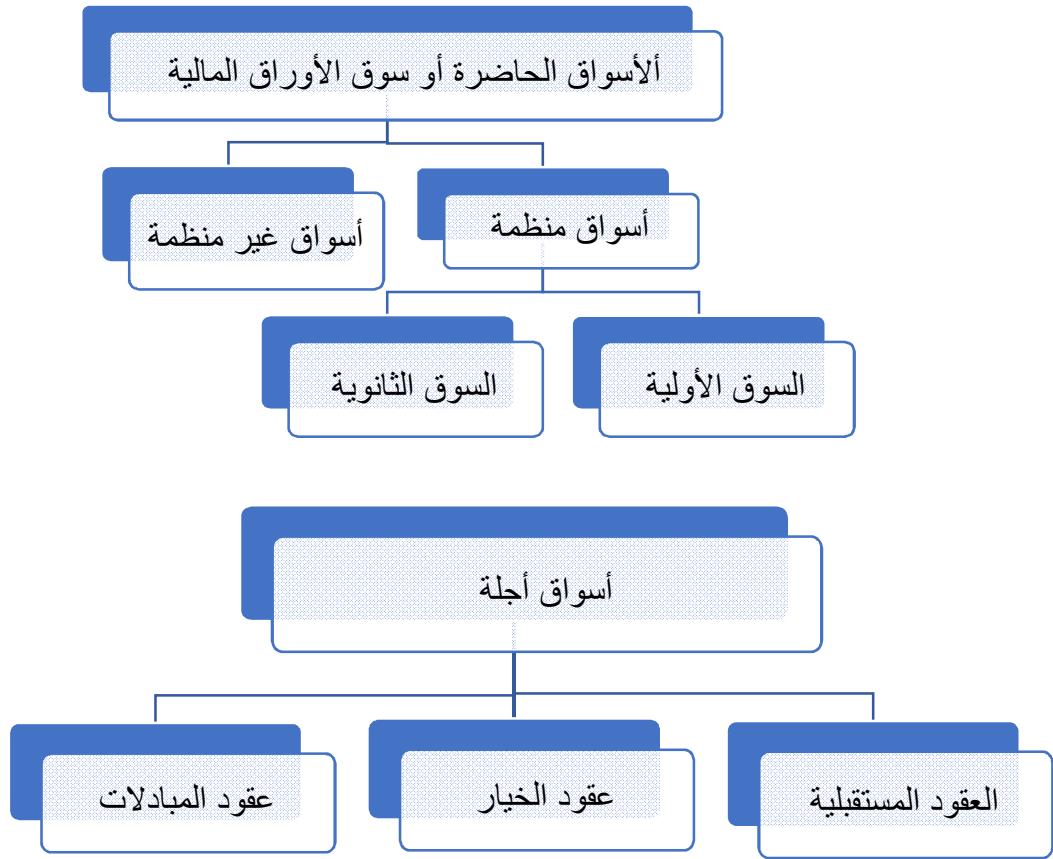 ألأسواق الحاضرة أو سوق الأوراق المالية
أسواق منظمة
أسواق غير منظمة
السوق الأولية
السوق الثانوية
أسواق أجلة
العقود المستقبلية
عقود الخيار
عقود المبادلات